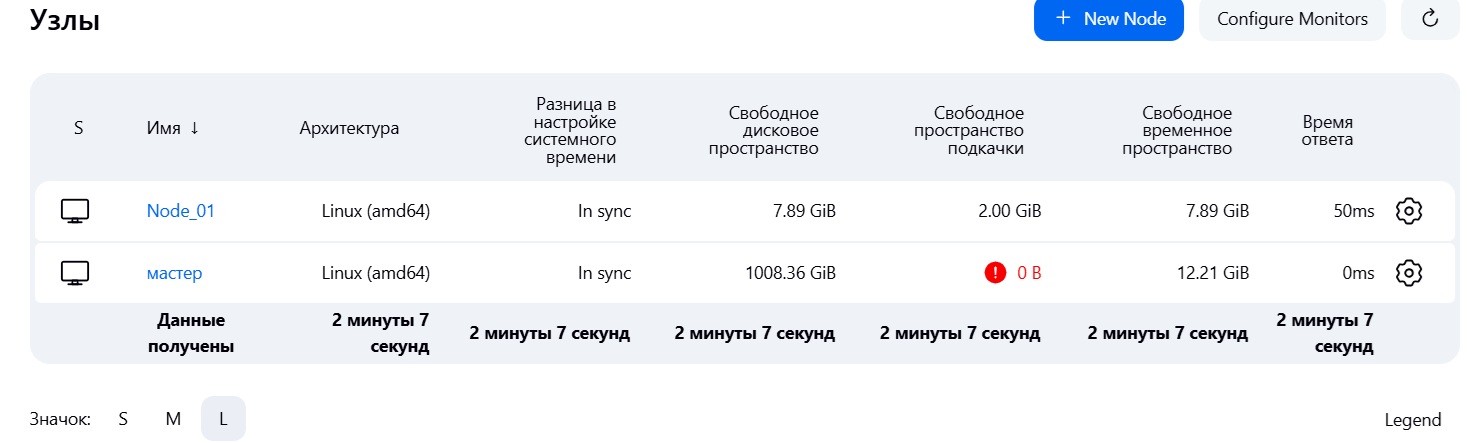 Узлы
+ New Node
Configure Monitors
S
Имя ↓
Архитектура
Разница в
настройке
системного
времени
Свободное
дисковое
пространство
Свободное
пространство
подкачки
Свободное
временное
пространство
Время
ответа
Node_01
Linux (amd64)
In sync
7.89 GiB
2.00 GiB
7.89 GiB
50ms
мастер
Linux (amd64)
In sync
1008.36 GiB
0 B
12.21 GiB
0ms
Данные
получены
2 минуты 7
секунд
2 минуты 7 секунд
2 минуты 7 секунд
2 минуты 7 секунд
2 минуты 7 секунд
2 минуты 7
секунд
Значок: S M L
Legend